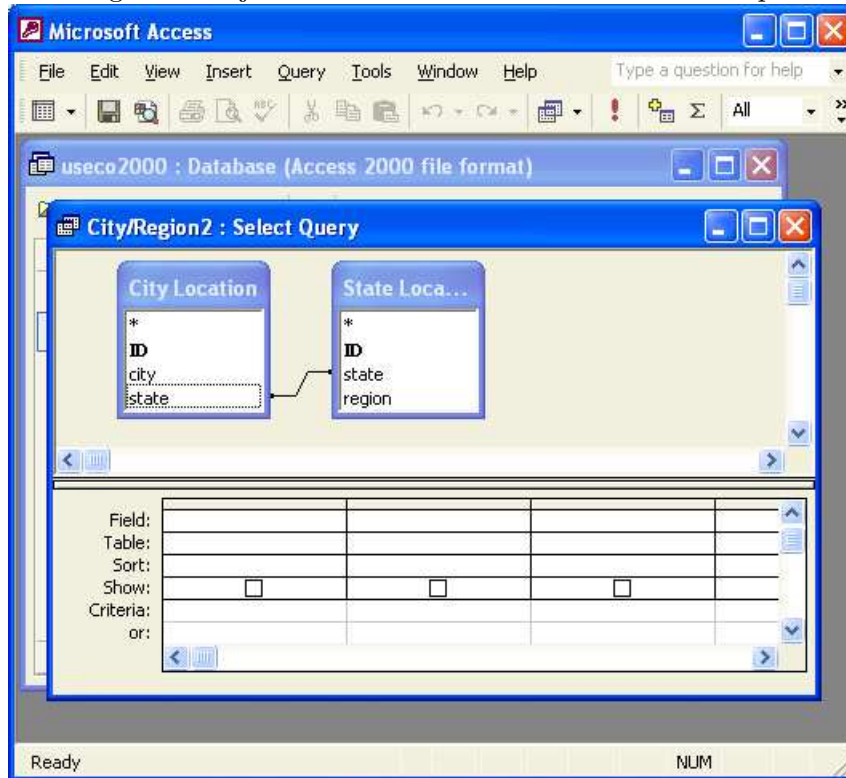 Microsoft Access
File Edit View Insert Query Tools Window Help Type a question for help
ABC Σ All
useco2000 : Database (Access 2000 file format)
City/Region2 : Select Query
City Location State Loca...
* *
ID ID
city state
state region
Field:
Table:
Sort:
Show:
Criteria:
or:
Ready NUM